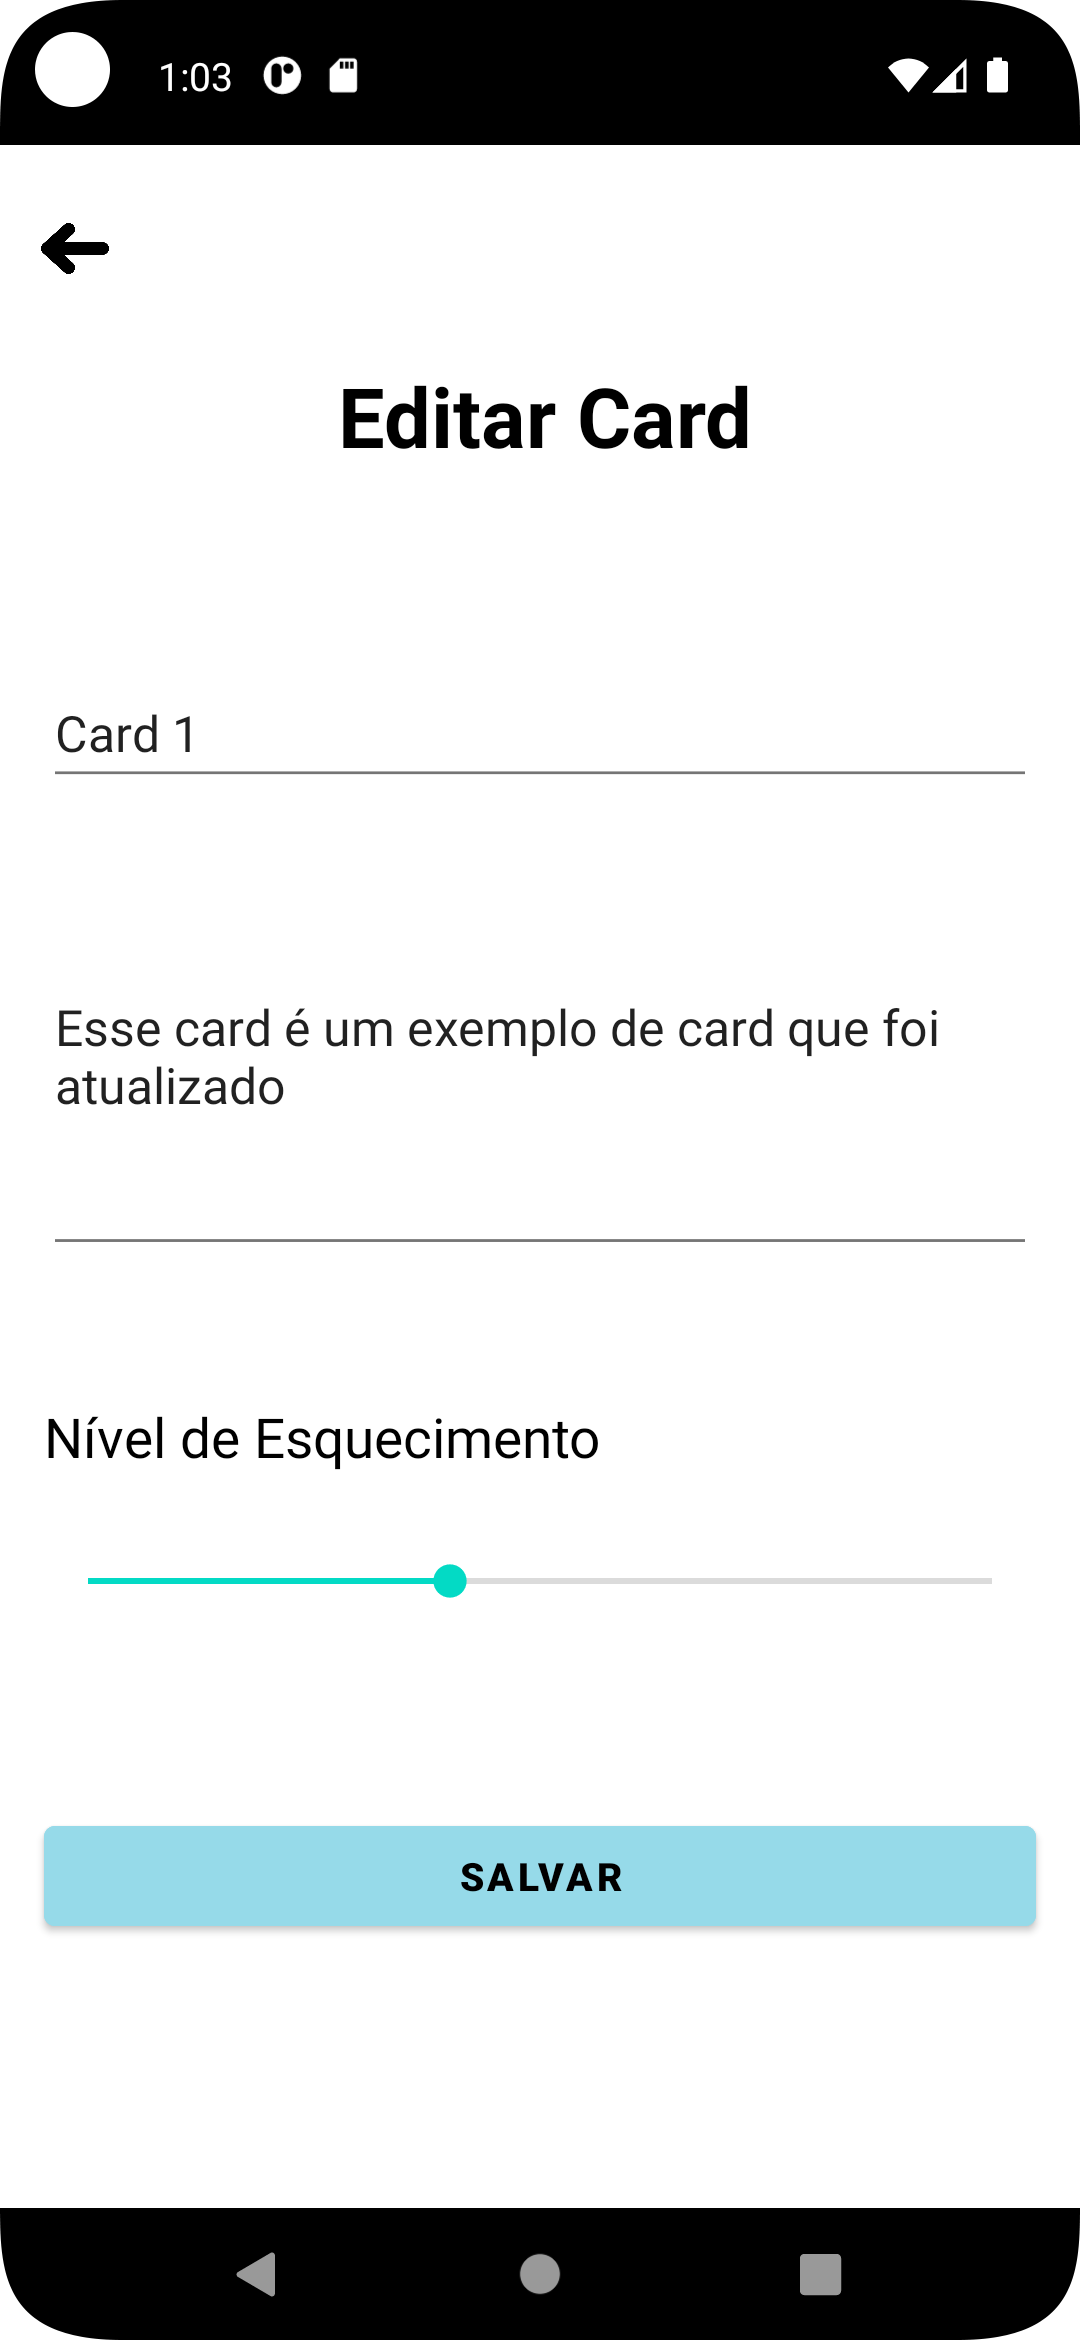 1:03
Editar Card
Card 1
Esse card é um exemplo de card que foi
atualizado
Nível de Esquecimento
SALVAR